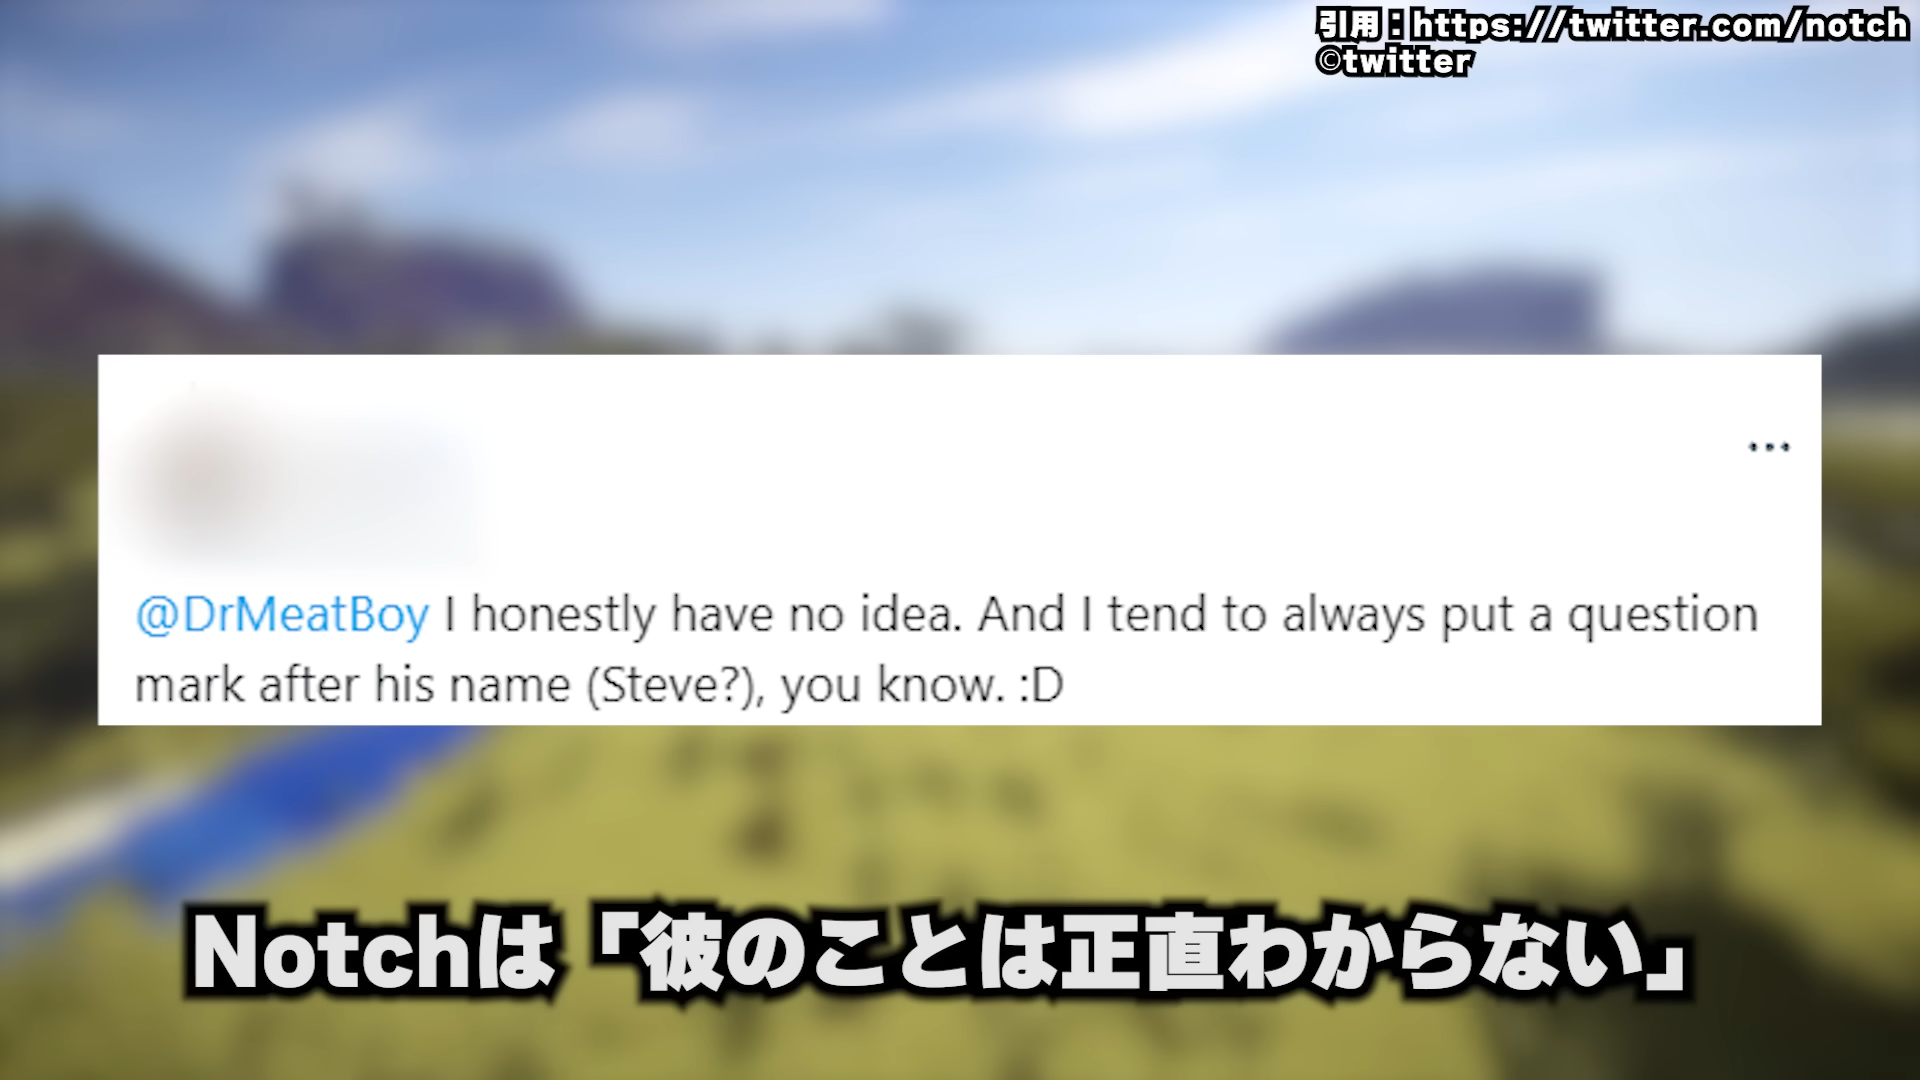 引用：https://twitter.com/notch
©twitter
@DrMeatBoy I honestly have no idea. And I tend to always put a question
mark after his name (Steve?), you know. :D
Notchは「彼のことは正直わからない」